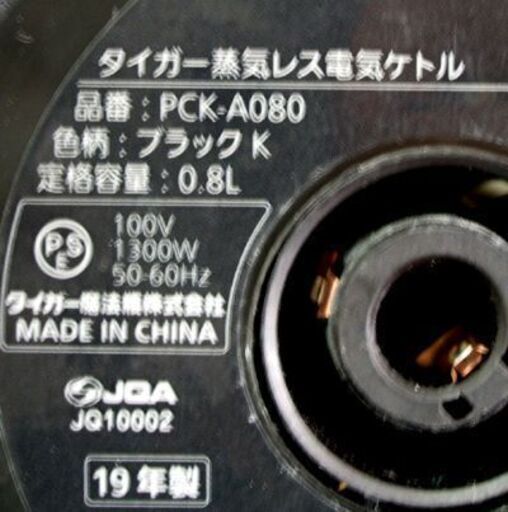 タイガー蒸気レス電気ケトル
品番：PCK-A080
色柄：ブラック K
定格容量：0.8L
PSE
100V
1300W
50-60Hz
タイガー魔法瓶株式会社
MADE IN CHINA
JQA
JQ10002
19年製